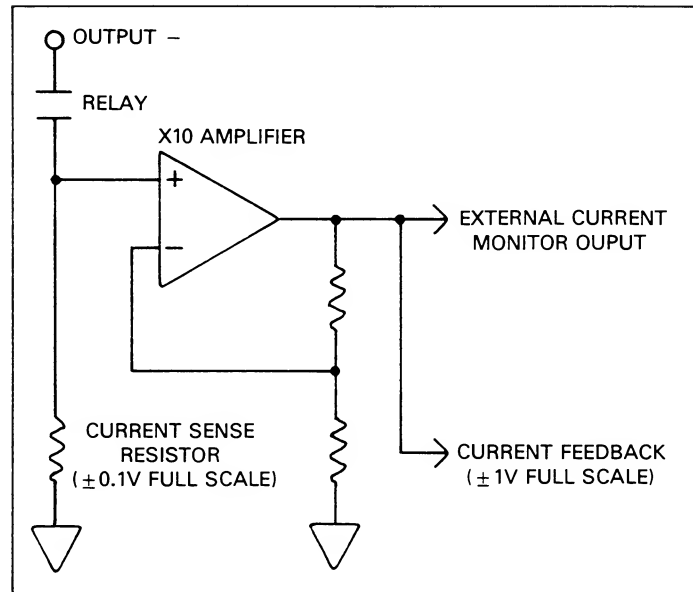 OUTPUT −
RELAY
X10 AMPLIFIER
+
−
EXTERNAL CURRENT
MONITOR OUPUT
CURRENT SENSE
RESISTOR
(±0.1V FULL SCALE)
CURRENT FEEDBACK
(±1V FULL SCALE)